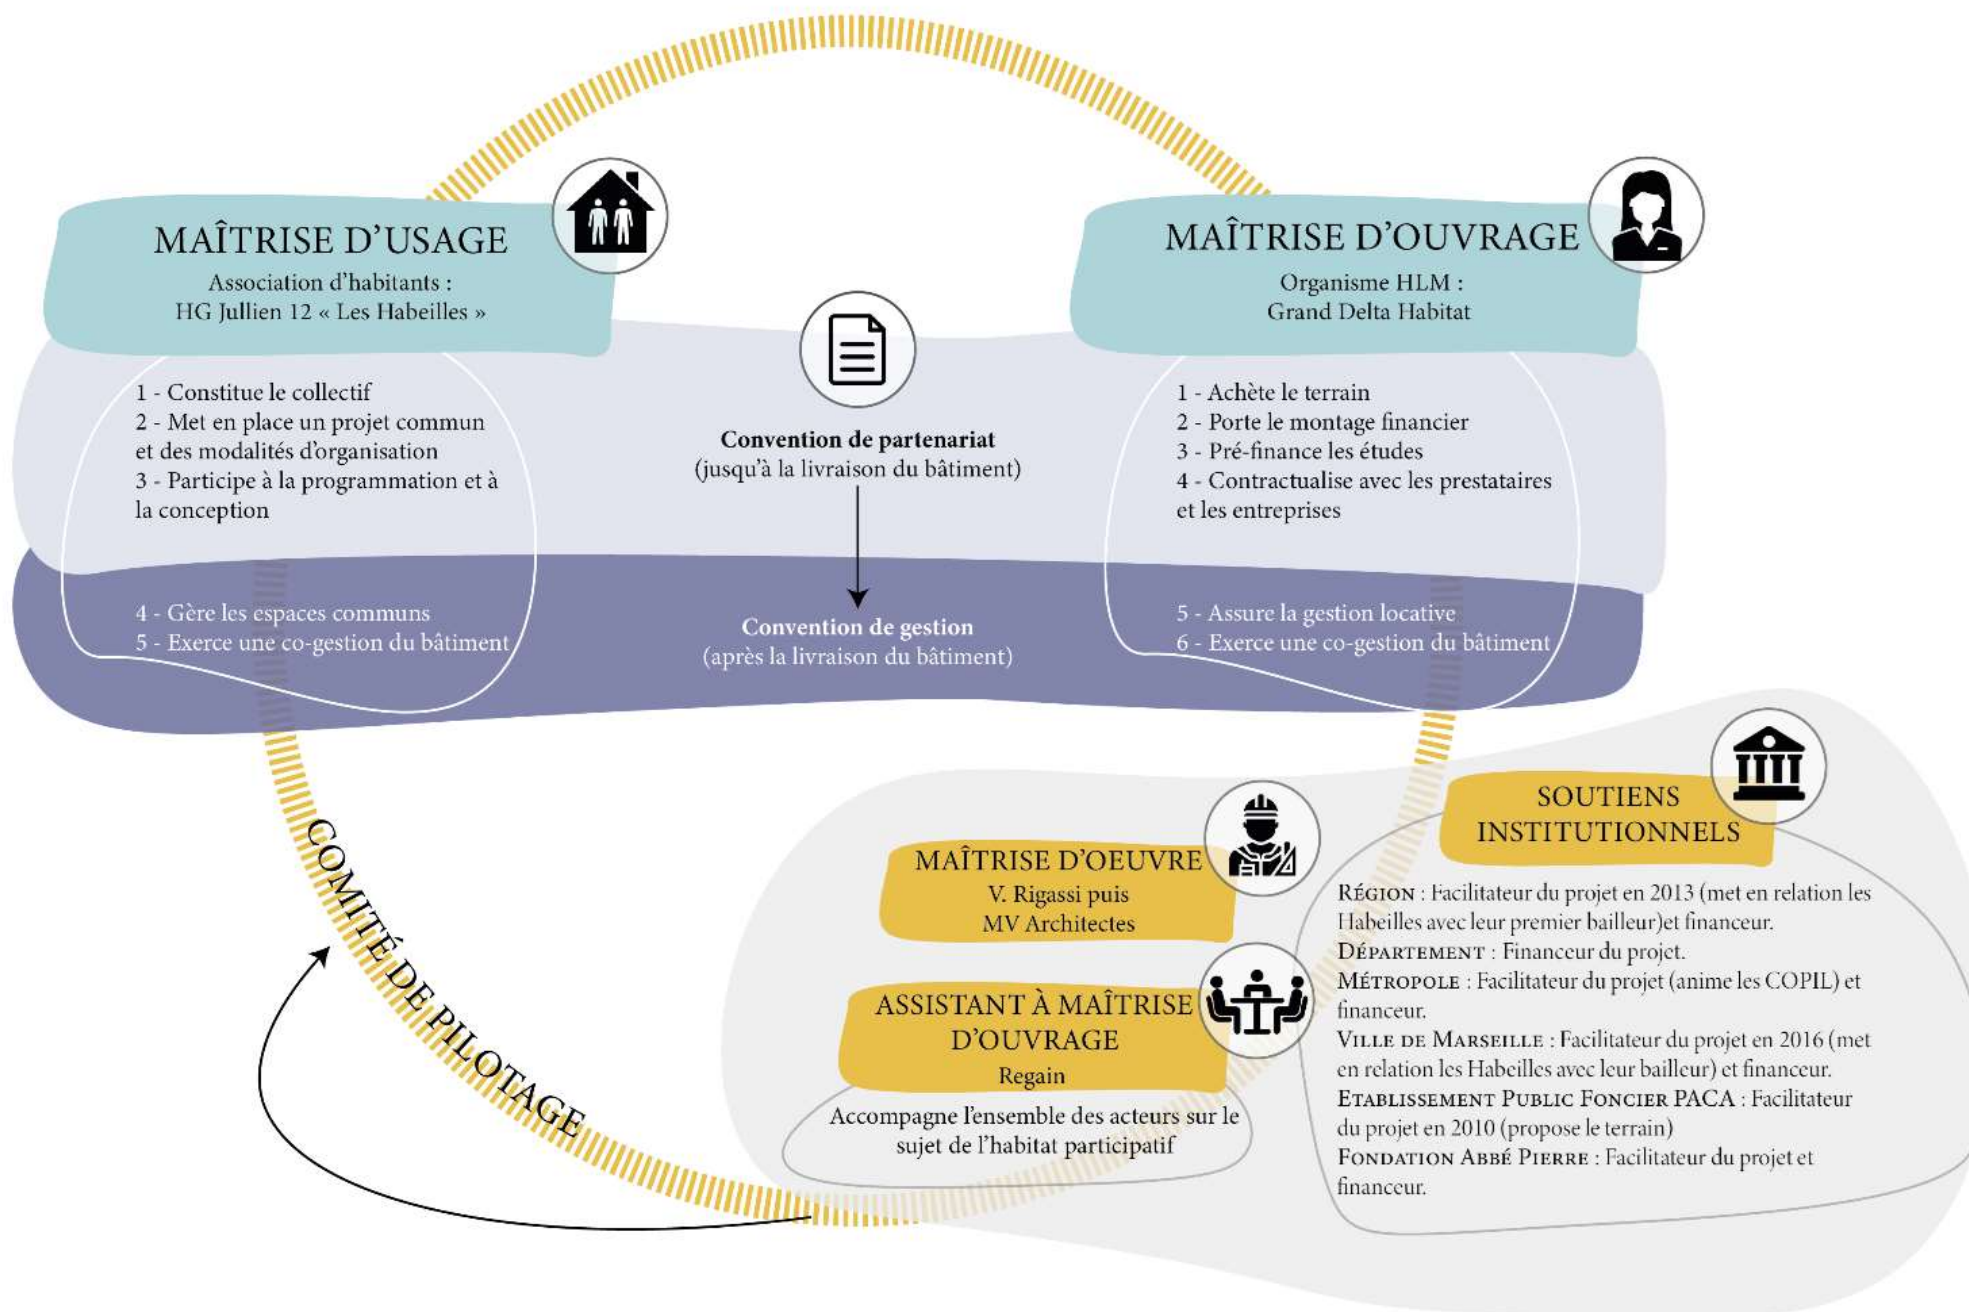 MAÎTRISE D'USAGE
Association d'habitants :
HG Jullien 12 « Les Habeilles »
1 - Constitue le collectif
2 - Met en place un projet commun
et des modalités d'organisation
3 - Participe à la programmation et à
la conception
4 - Gère les espaces communs
5 - Exerce une co-gestion du bâtiment
Convention de partenariat
(jusqu'à la livraison du bâtiment)
Convention de gestion
(après la livraison du bâtiment)
MAÎTRISE D'OUVRAGE
Organisme HLM :
Grand Delta Habitat
1 - Achète le terrain
2 - Porte le montage financier
3 - Pré-finance les études
4 - Contractualise avec les prestataires
et les entreprises
5 - Assure la gestion locative
6 - Exerce une co-gestion du bâtiment
COMITÉ DE PILOTAGE
MAÎTRISE D'OEUVRE
V. Rigassi puis
MV Architectes
ASSISTANT À MAÎTRISE
D'OUVRAGE
Regain
Accompagne l'ensemble des acteurs sur le
sujet de l'habitat participatif
SOUTIENS
INSTITUTIONNELS
RÉGION : Facilitateur du projet en 2013 (met en relation les
Habeilles avec leur premier bailleur)et financeur.
DÉPARTEMENT : Financeur du projet.
MÉTROPOLE : Facilitateur du projet (anime les COPIL) et
financeur.
VILLE DE MARSEILLE : Facilitateur du projet en 2016 (met
en relation les Habeilles avec leur bailleur) et financeur.
ETABLISSEMENT PUBLIC FONCIER PACA : Facilitateur
du projet en 2010 (propose le terrain)
FONDATION ABBÉ PIERRE : Facilitateur du projet et
financeur.